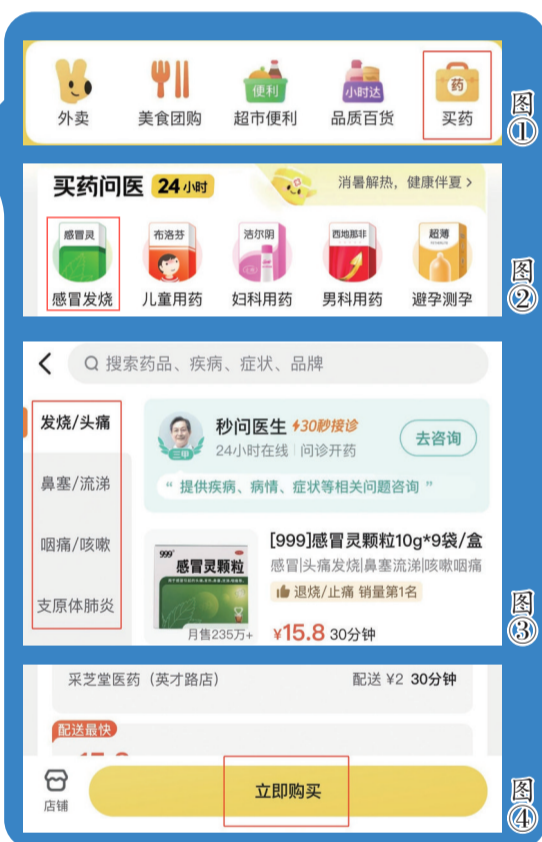 便利
小时达
药
外卖
美食团购
超市便利
品质百货
买药
图①
买药问医 24小时
消暑解热，健康伴夏 >
感冒灵
布洛芬
洁尔阴
西地那非
超薄
感冒发烧
儿童用药
妇科用药
男科用药
避孕测孕
图②
搜索药品、疾病、症状、品牌
发烧/头痛
鼻塞/流涕
咽痛/咳嗽
支原体肺炎
秒问医生 30秒接诊
三甲
24小时在线 | 问诊开药
去咨询
“ 提供疾病、病情、症状等相关问题咨询 ”
999
感冒灵颗粒
月售235万+
[999]感冒灵颗粒10g*9袋/盒
感冒|头痛发烧|鼻塞流涕|咳嗽咽痛
退烧/止痛 销量第1名
¥15.8 30分钟
图③
采芝堂医药（英才路店）
配送 ¥2 30分钟
配送最快
店铺
立即购买
图④